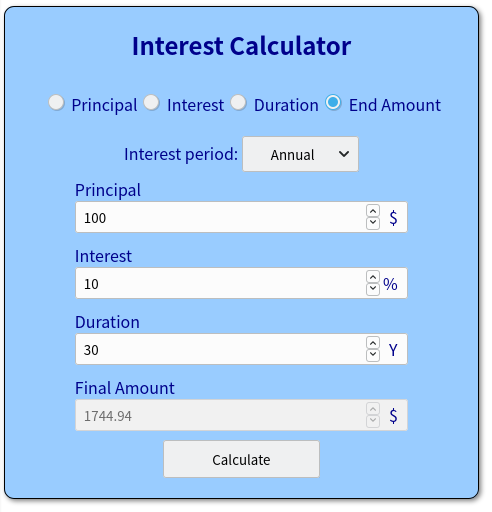 Interest Calculator
Principal Interest Duration End Amount
Interest period: Annual
Principal
100 $
Interest
10 %
Duration
30 Y
Final Amount
1744.94 $
Calculate